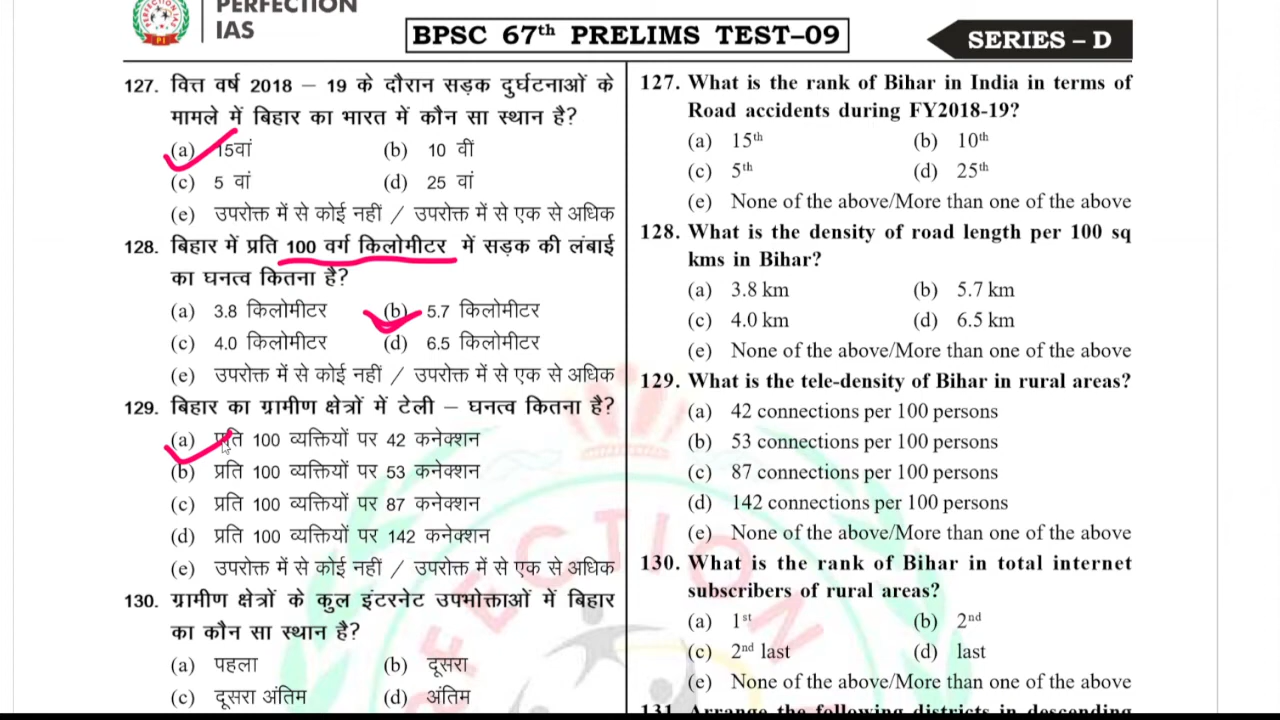 PERFECTION
IAS
BPSC 67th PRELIMS TEST–09
SERIES – D
127. वित्त वर्ष 2018 – 19 के दौरान सड़क दुर्घटनाओं के
मामले में बिहार का भारत में कौन सा स्थान है?
(a) 15वां (b) 10 वीं
(c) 5 वां (d) 25 वां
(e) उपरोक्त में से कोई नहीं / उपरोक्त में से एक से अधिक
128. बिहार में प्रति 100 वर्ग किलोमीटर में सड़क की लंबाई
का घनत्व कितना है?
(a) 3.8 किलोमीटर (b) 5.7 किलोमीटर
(c) 4.0 किलोमीटर (d) 6.5 किलोमीटर
(e) उपरोक्त में से कोई नहीं / उपरोक्त में से एक से अधिक
129. बिहार का ग्रामीण क्षेत्रों में टेली – घनत्व कितना है?
(a) प्रति 100 व्यक्तियों पर 42 कनेक्शन
(b) प्रति 100 व्यक्तियों पर 53 कनेक्शन
(c) प्रति 100 व्यक्तियों पर 87 कनेक्शन
(d) प्रति 100 व्यक्तियों पर 142 कनेक्शन
(e) उपरोक्त में से कोई नहीं / उपरोक्त में से एक से अधिक
130. ग्रामीण क्षेत्रों के कुल इंटरनेट उपभोक्ताओं में बिहार
का कौन सा स्थान है?
(a) पहला (b) दूसरा
(c) दूसरा अंतिम (d) अंतिम
127. What is the rank of Bihar in India in terms of
Road accidents during FY2018-19?
(a) 15th (b) 10th
(c) 5th (d) 25th
(e) None of the above/More than one of the above
128. What is the density of road length per 100 sq
kms in Bihar?
(a) 3.8 km (b) 5.7 km
(c) 4.0 km (d) 6.5 km
(e) None of the above/More than one of the above
129. What is the tele-density of Bihar in rural areas?
(a) 42 connections per 100 persons
(b) 53 connections per 100 persons
(c) 87 connections per 100 persons
(d) 142 connections per 100 persons
(e) None of the above/More than one of the above
130. What is the rank of Bihar in total internet
subscribers of rural areas?
(a) 1st (b) 2nd
(c) 2nd last (d) last
(e) None of the above/More than one of the above
131. Arrange the following districts in descending